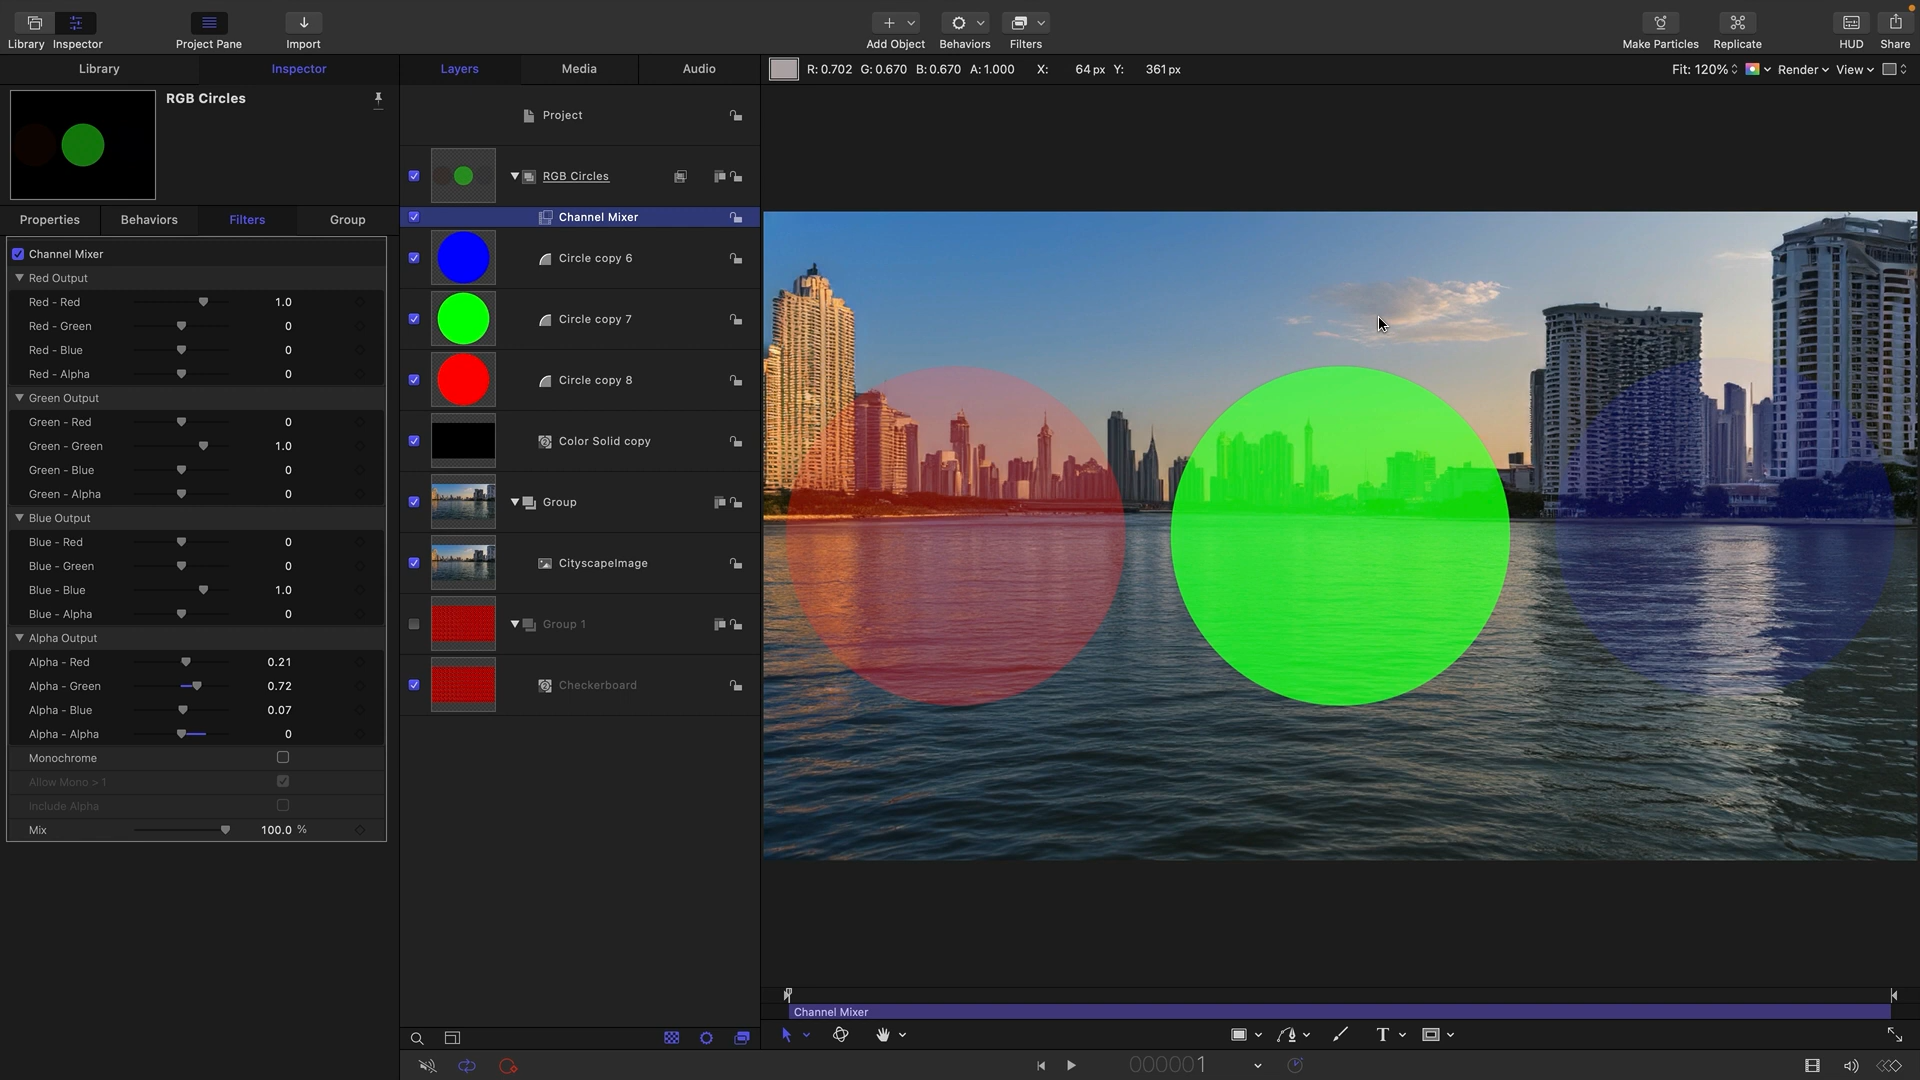 Library
Inspector
Project Pane
Import
Add Object
Behaviors
Filters
Make Particles
Replicate
HUD
Share
Library
Inspector
Layers
Media
Audio
R: 0.702 G: 0.670 B: 0.670 A: 1.000 X: 64 px Y: 361 px
Fit: 120%
Render
View
RGB Circles
Properties
Behaviors
Filters
Group
Channel Mixer
Red Output
Red - Red 1.0
Red - Green 0
Red - Blue 0
Red - Alpha 0
Green Output
Green - Red 0
Green - Green 1.0
Green - Blue 0
Green - Alpha 0
Blue Output
Blue - Red 0
Blue - Green 0
Blue - Blue 1.0
Blue - Alpha 0
Alpha Output
Alpha - Red 0.21
Alpha - Green 0.72
Alpha - Blue 0.07
Alpha - Alpha 0
Monochrome
Allow Mono > 1
Include Alpha
Mix 100.0 %
Project
RGB Circles
Channel Mixer
Circle copy 6
Circle copy 7
Circle copy 8
Color Solid copy
Group
CityscapeImage
Group 1
Checkerboard
Channel Mixer
T
000001